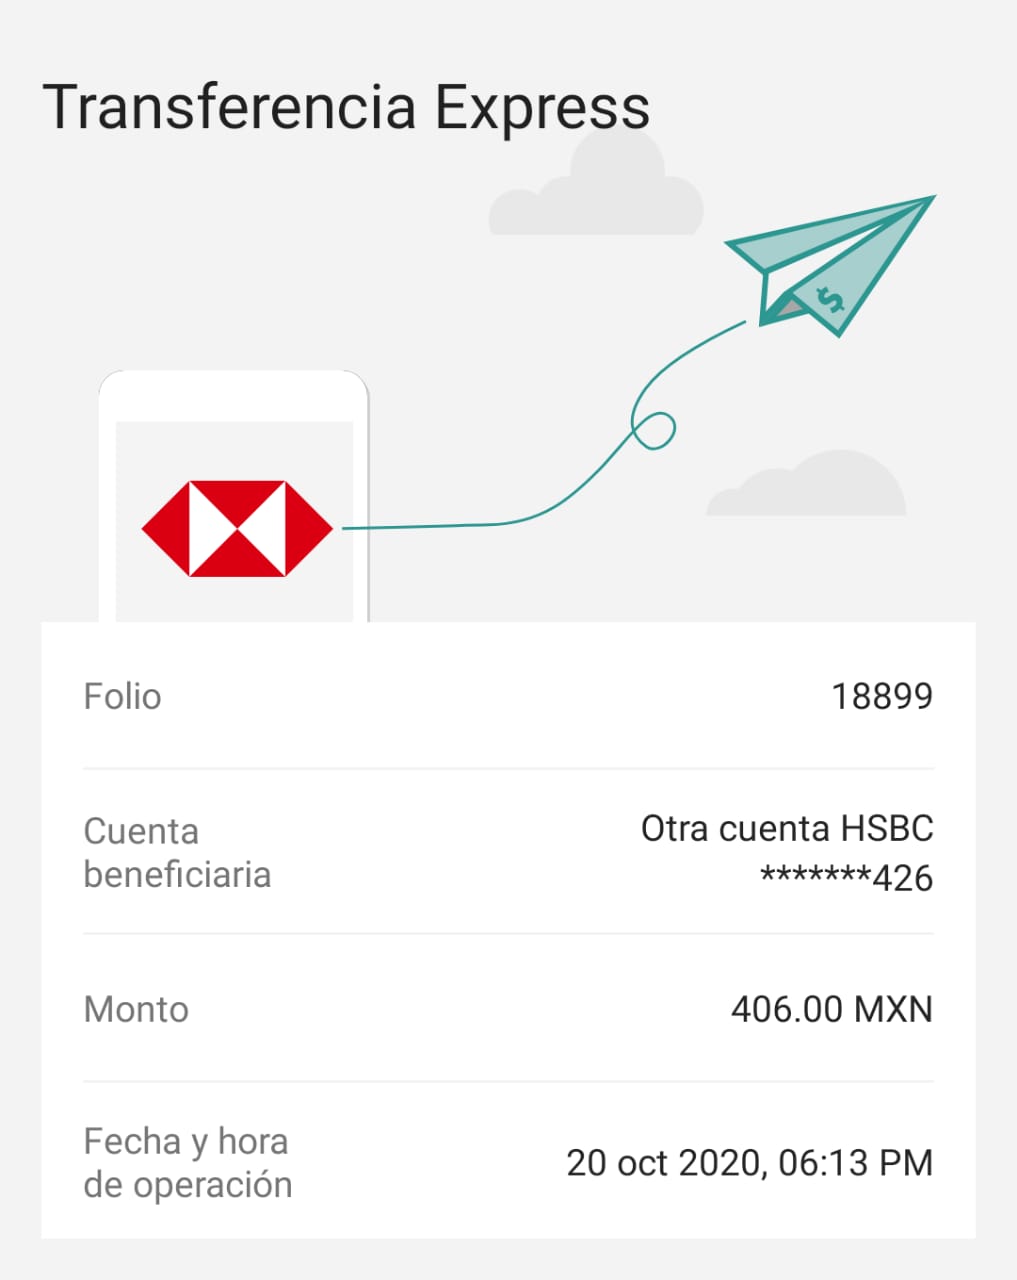 Transferencia Express
$
Folio
18899
Cuenta
beneficiaria
Otra cuenta HSBC
*******426
Monto
406.00 MXN
Fecha y hora
de operación
20 oct 2020, 06:13 PM